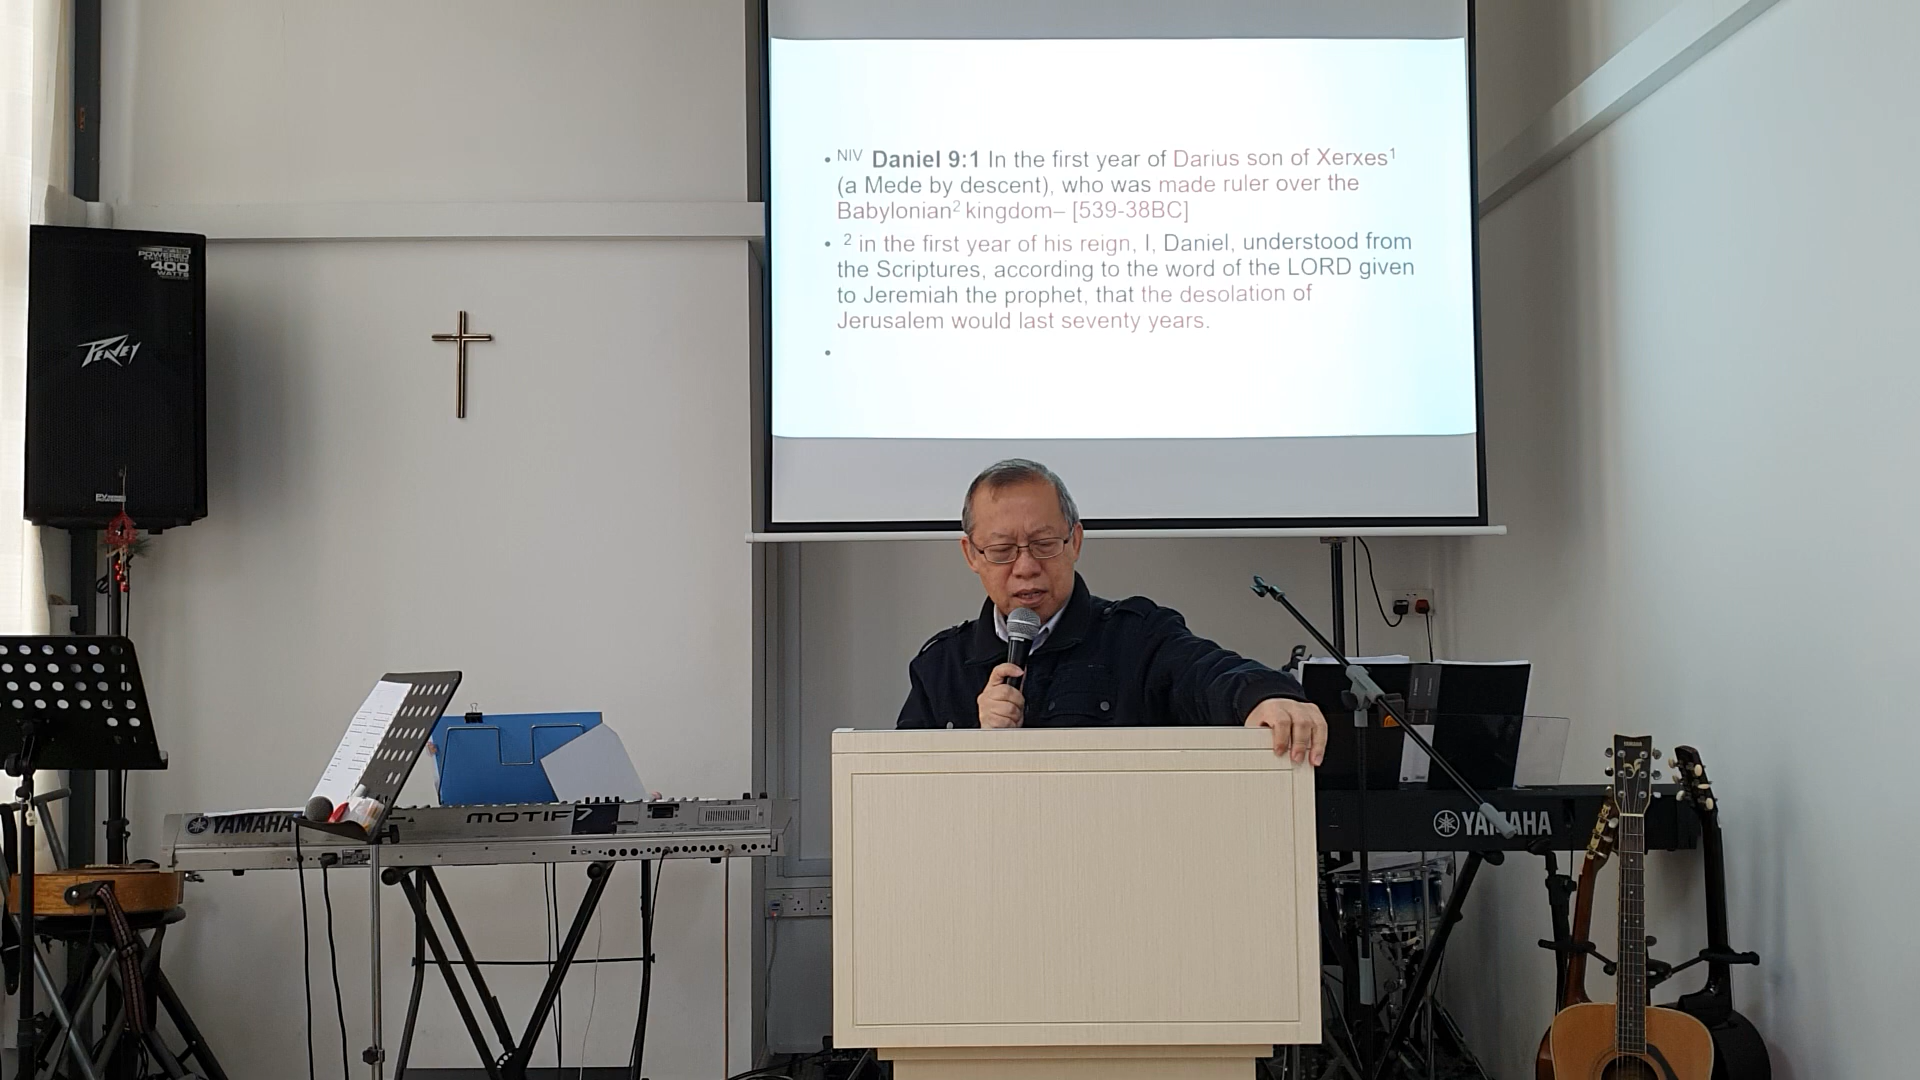 • NIV Daniel 9:1 In the first year of Darius son of Xerxes¹
(a Mede by descent), who was made ruler over the
Babylonian² kingdom– [539-38BC]
• ² in the first year of his reign, I, Daniel, understood from
the Scriptures, according to the word of the LORD given
to Jeremiah the prophet, that the desolation of
Jerusalem would last seventy years.
•
POWERED
400
WATTS
PEAVEY
YAMAHA
MOTIF 7
YAMAHA
YAMAHA